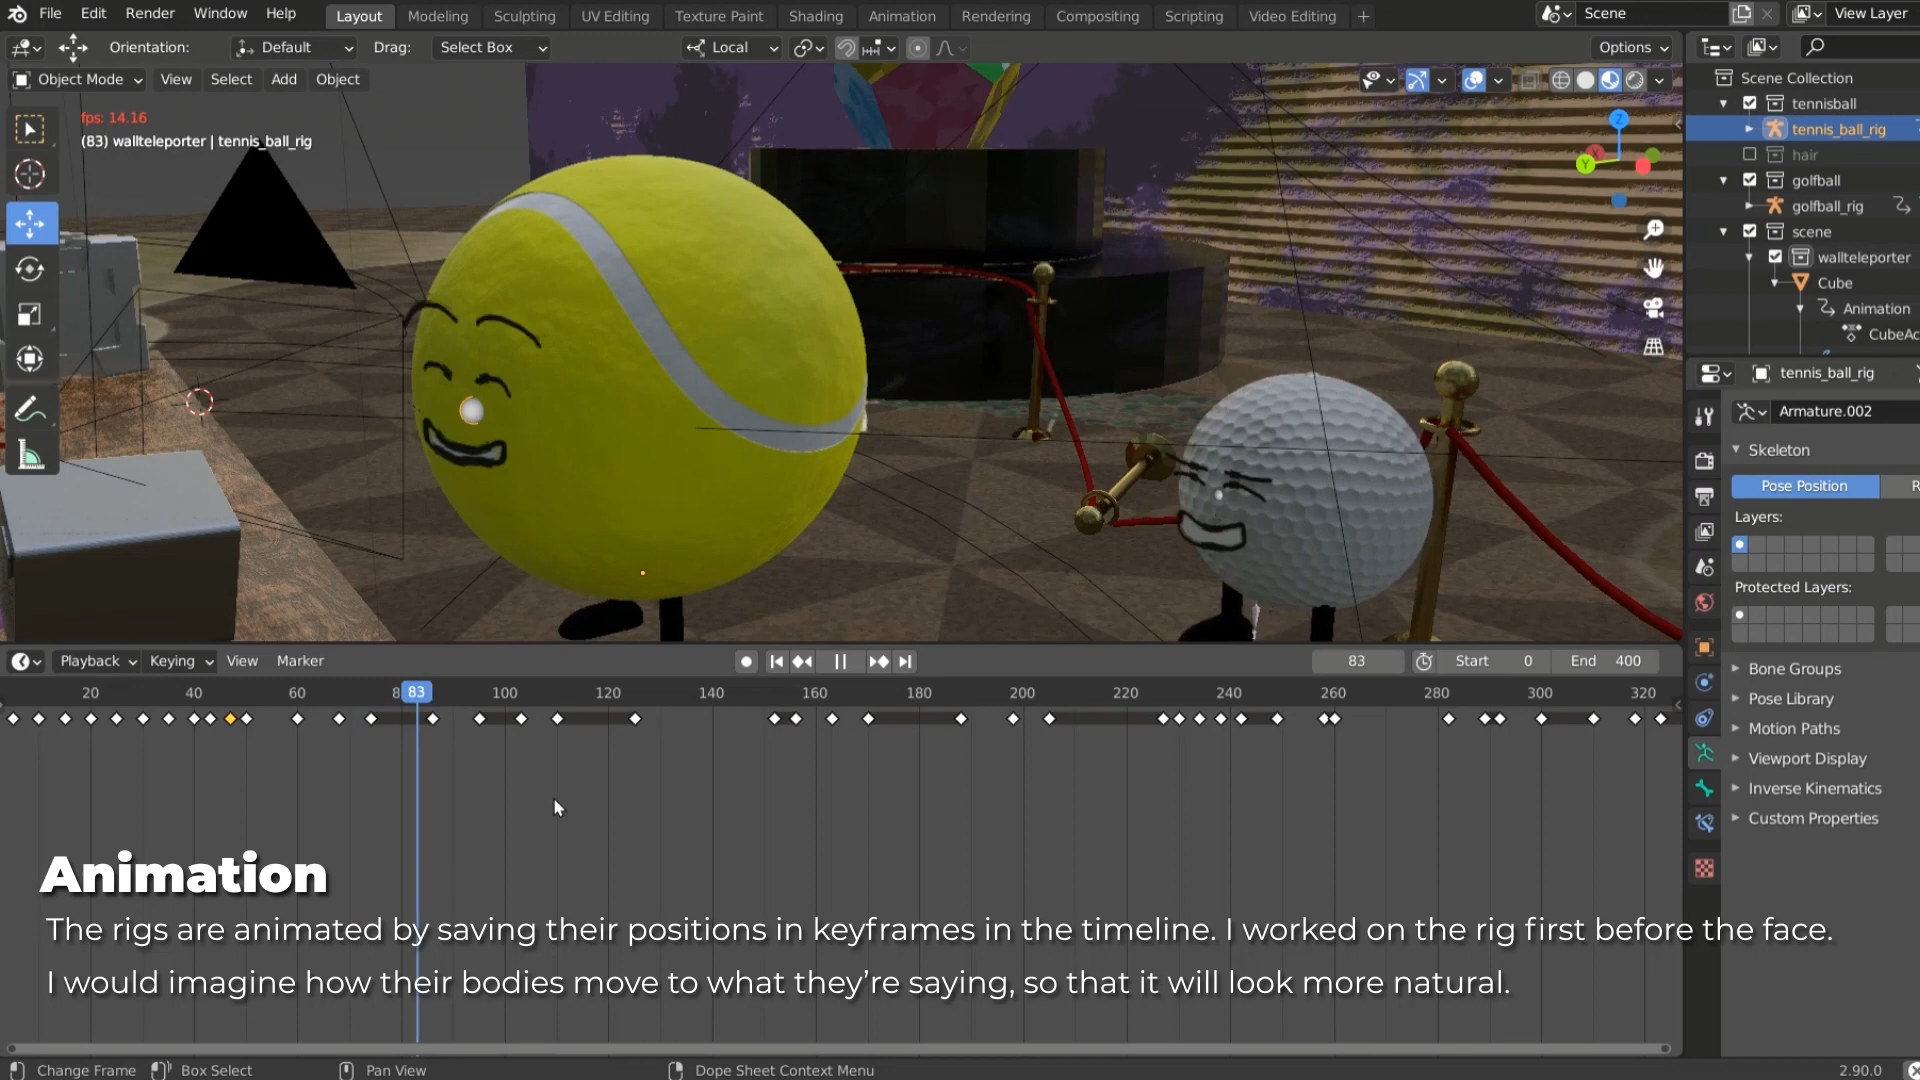 File Edit Render Window Help Layout Modeling Sculpting UV Editing Texture Paint Shading Animation Rendering Compositing Scripting Video Editing + Scene View Layer
Orientation: Default Drag: Select Box Local Options
Object Mode View Select Add Object
fps: 14.16
(83) wallteleporter | tennis_ball_rig
Z
Y
X
Scene Collection
tennisball
tennis_ball_rig
hair
golfball
golfball_rig
scene
wallteleporter
Cube
Animation
CubeAc
tennis_ball_rig
Armature.002
Skeleton
Pose Position R
Layers:
Protected Layers:
Bone Groups
Pose Library
Motion Paths
Viewport Display
Inverse Kinematics
Custom Properties
Playback Keying View Marker 83 Start 0 End 400
20 40 60 8 83 100 120 140 160 180 200 220 240 260 280 300 320
Animation
The rigs are animated by saving their positions in keyframes in the timeline. I worked on the rig first before the face.
I would imagine how their bodies move to what they’re saying, so that it will look more natural.
Change Frame Box Select Pan View Dope Sheet Context Menu 2.90.0